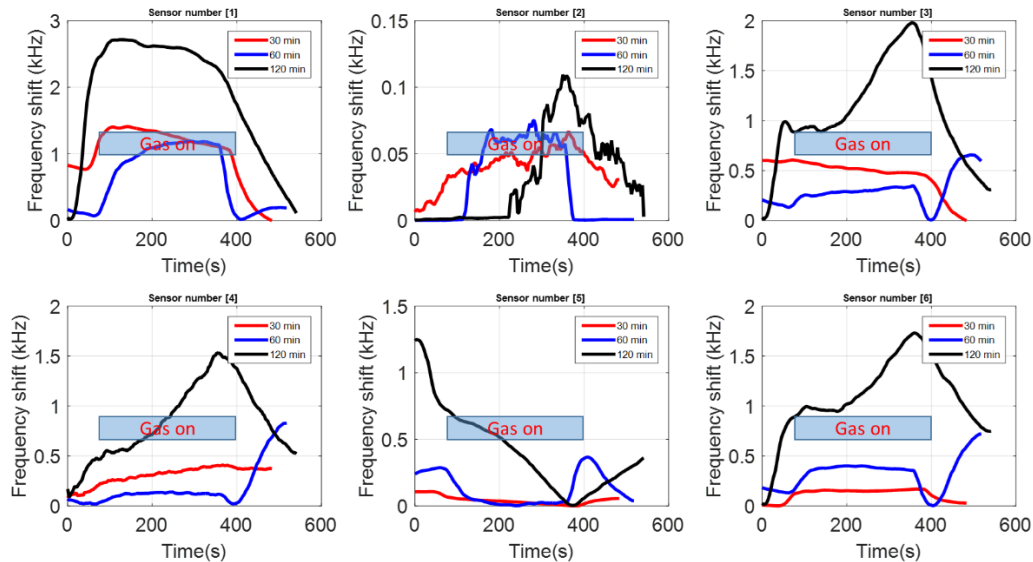 Sensor number [1]
Frequency shift (kHz)
3
2
1
0
30 min
60 min
120 min
Gas on
0 200 400 600
Time(s)
Sensor number [2]
Frequency shift (kHz)
0.15
0.1
0.05
0
30 min
60 min
120 min
Gas on
0 200 400 600
Time(s)
Sensor number [3]
Frequency shift (kHz)
2
1.5
1
0.5
0
30 min
60 min
120 min
Gas on
0 200 400 600
Time(s)
Sensor number [4]
Frequency shift (kHz)
2
1.5
1
0.5
0
30 min
60 min
120 min
Gas on
0 200 400 600
Time(s)
Sensor number [5]
Frequency shift (kHz)
1.5
1
0.5
0
30 min
60 min
120 min
Gas on
0 200 400 600
Time(s)
Sensor number [6]
Frequency shift (kHz)
2
1.5
1
0.5
0
30 min
60 min
120 min
Gas on
0 200 400 600
Time(s)